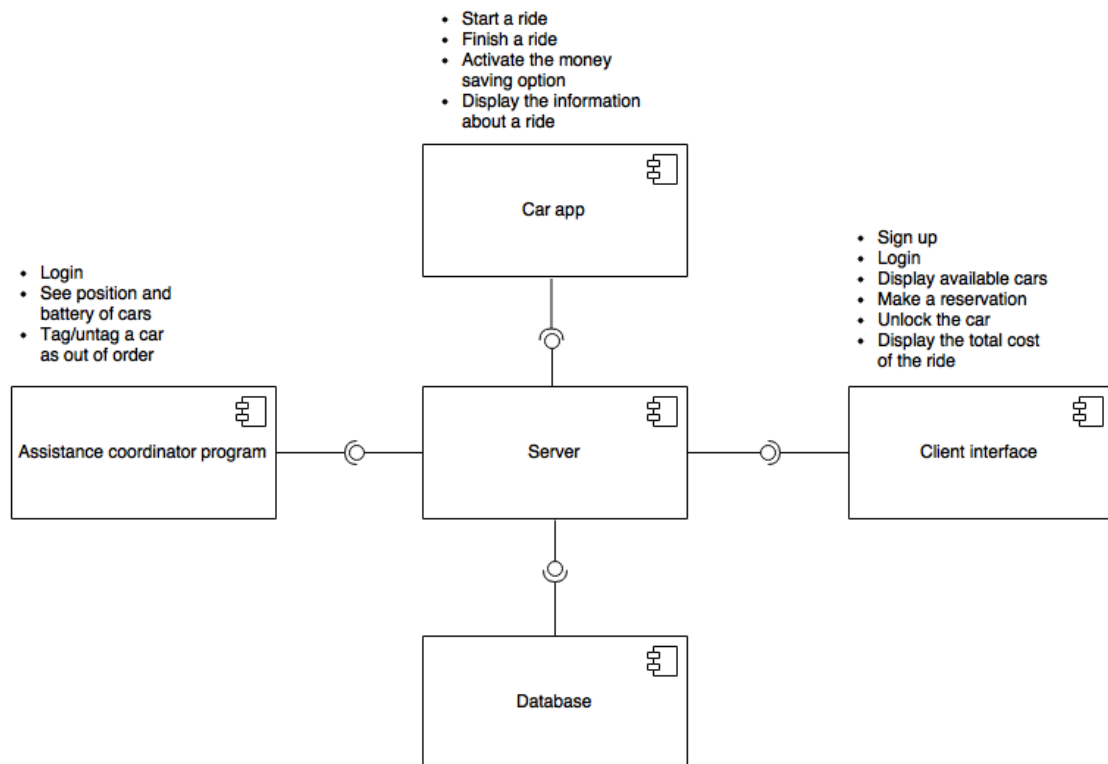 • Start a ride
• Finish a ride
• Activate the money
saving option
• Display the information
about a ride
Car app
• Login
• See position and
battery of cars
• Tag/untag a car
as out of order
• Sign up
• Login
• Display available cars
• Make a reservation
• Unlock the car
• Display the total cost
of the ride
Assistance coordinator program
Server
Client interface
Database